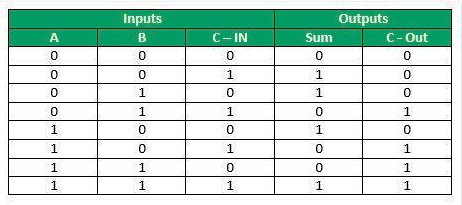 Inputs Outputs
A B C – IN Sum C - Out
0 0 0 0 0
0 0 1 1 0
0 1 0 1 0
0 1 1 0 1
1 0 0 1 0
1 0 1 0 1
1 1 0 0 1
1 1 1 1 1